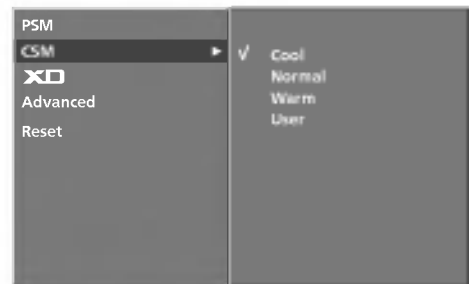 PSM
CSM ►
XD
Advanced
Reset
√ Cool
Normal
Warm
User